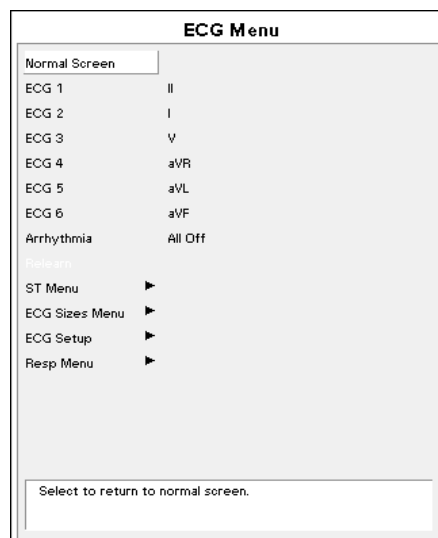 ECG Menu
Normal Screen
ECG 1 II
ECG 2 I
ECG 3 V
ECG 4 aVR
ECG 5 aVL
ECG 6 aVF
Arrhythmia All Off
Relearn
ST Menu
ECG Sizes Menu
ECG Setup
Resp Menu
Select to return to normal screen.